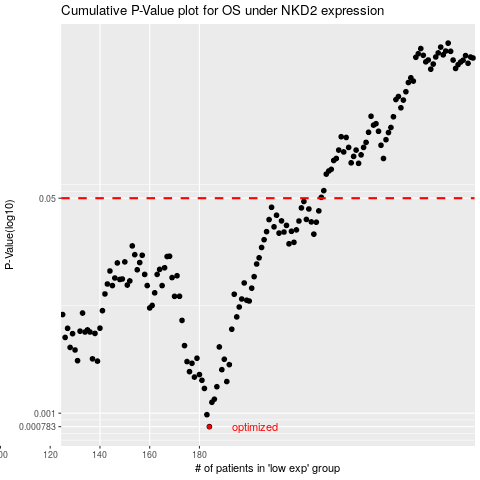 Cumulative P-Value plot for OS under NKD2 expression
P-Value(log10)
0.05
0.001
0.000783
optimized
00 120 140 160 180
# of patients in 'low exp' group